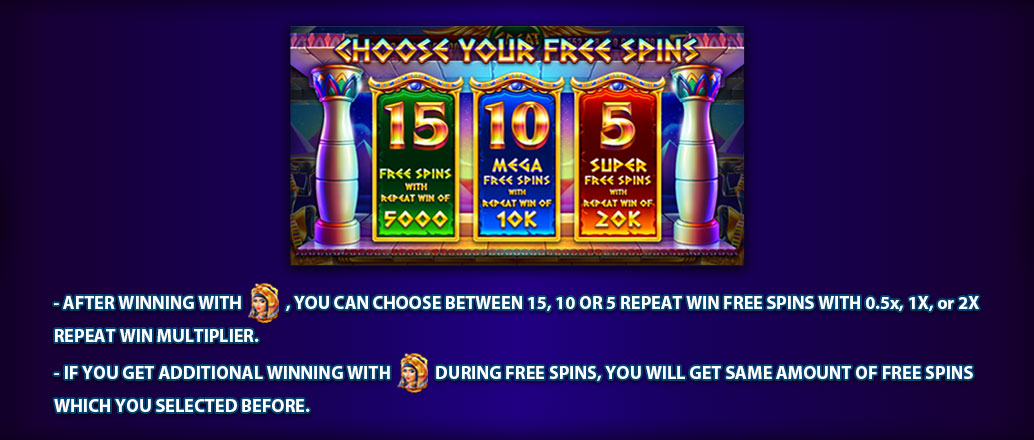 CHOOSE YOUR FREE SPINS
15
FREE SPINS
WITH
REPEAT WIN OF
5000
10
MEGA
FREE SPINS
WITH
REPEAT WIN OF
10K
5
SUPER
FREE SPINS
WITH
REPEAT WIN OF
20K
- AFTER WINNING WITH , YOU CAN CHOOSE BETWEEN 15, 10 OR 5 REPEAT WIN FREE SPINS WITH 0.5x, 1X, or 2X
REPEAT WIN MULTIPLIER.
- IF YOU GET ADDITIONAL WINNING WITH DURING FREE SPINS, YOU WILL GET SAME AMOUNT OF FREE SPINS
WHICH YOU SELECTED BEFORE.